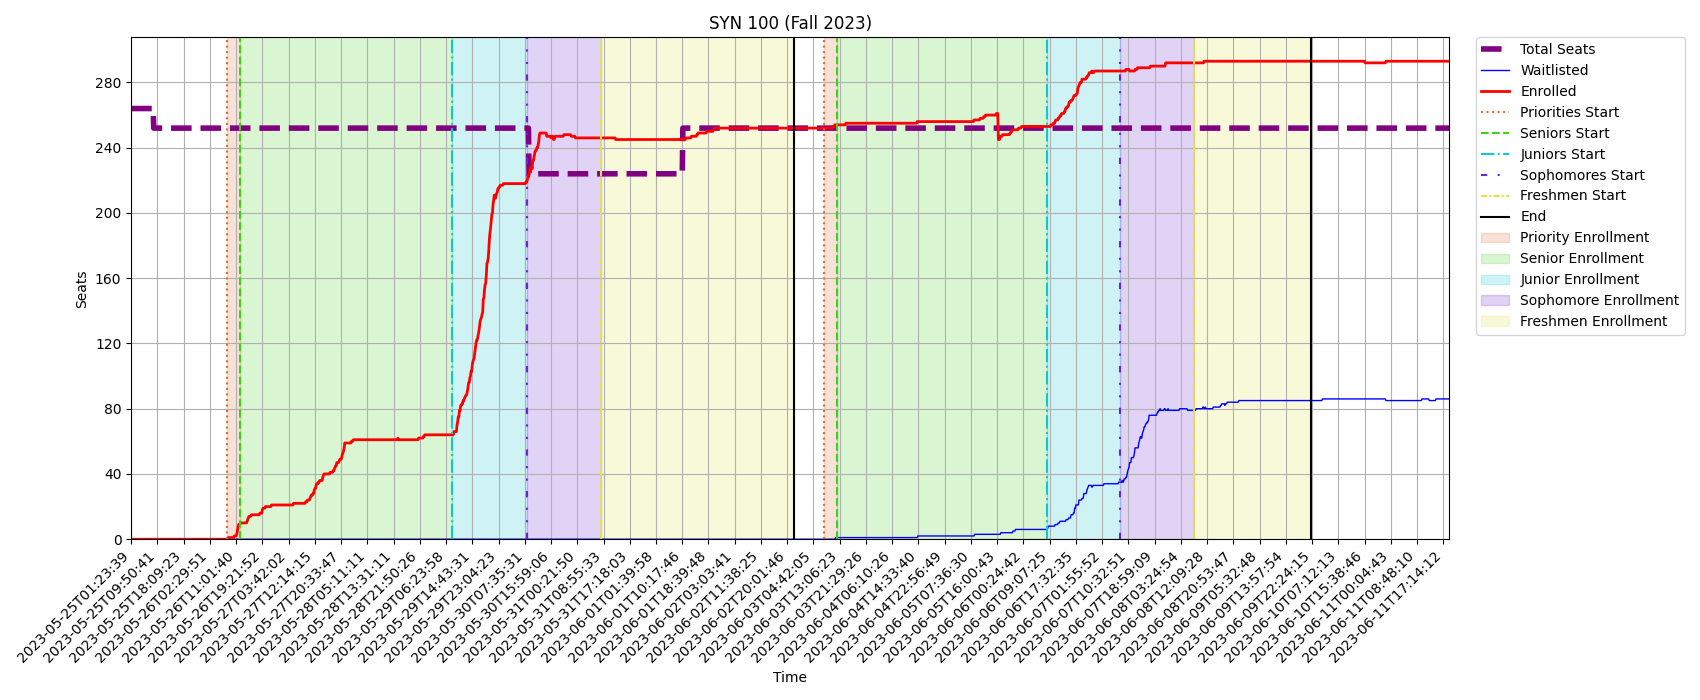 SYN 100 (Fall 2023)
Total Seats
Waitlisted
Enrolled
Priorities Start
Seniors Start
Juniors Start
Sophomores Start
Freshmen Start
End
Priority Enrollment
Senior Enrollment
Junior Enrollment
Sophomore Enrollment
Freshmen Enrollment
Seats
280
240
200
160
120
80
40
0
2023-05-25T01:23:39
2023-05-25T09:50:41
2023-05-25T18:09:23
2023-05-26T02:29:51
2023-05-26T11:01:40
2023-05-26T19:21:52
2023-05-27T03:42:02
2023-05-27T12:14:15
2023-05-27T20:33:47
2023-05-28T05:11:11
2023-05-28T13:31:11
2023-05-28T21:50:26
2023-05-29T06:23:58
2023-05-29T14:43:31
2023-05-29T23:04:23
2023-05-30T07:35:31
2023-05-30T15:59:06
2023-05-31T00:21:50
2023-05-31T08:55:33
2023-05-31T17:18:03
2023-06-01T01:39:58
2023-06-01T10:17:46
2023-06-01T18:39:48
2023-06-02T03:03:41
2023-06-02T11:38:25
2023-06-02T20:01:46
2023-06-03T04:42:05
2023-06-03T13:06:23
2023-06-03T21:29:26
2023-06-04T06:10:26
2023-06-04T14:33:40
2023-06-04T22:56:49
2023-06-05T07:36:30
2023-06-05T16:00:43
2023-06-06T00:24:42
2023-06-06T09:07:25
2023-06-06T17:32:35
2023-06-07T01:55:52
2023-06-07T10:32:51
2023-06-07T18:59:09
2023-06-08T03:24:54
2023-06-08T12:09:28
2023-06-08T20:53:47
2023-06-09T05:32:48
2023-06-09T13:57:54
2023-06-09T22:24:15
2023-06-10T07:12:13
2023-06-10T15:38:46
2023-06-11T00:04:43
2023-06-11T08:48:10
2023-06-11T17:14:12
Time